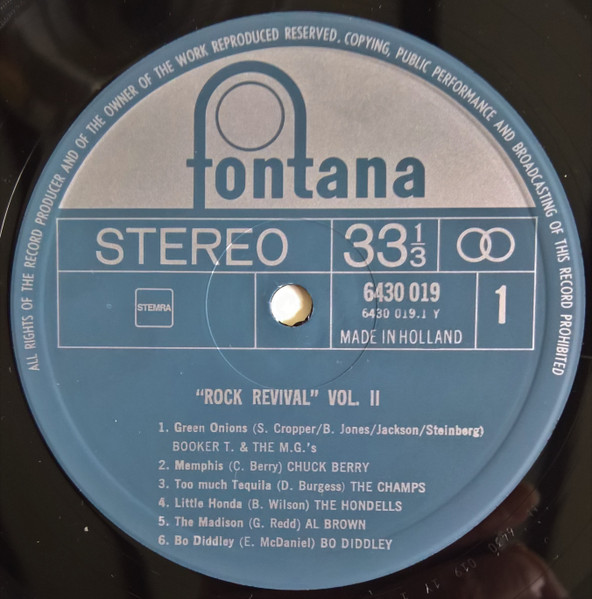 ALL RIGHTS OF THE RECORD PRODUCER AND OF THE OWNER OF THE WORK REPRODUCED RESERVED. COPYING, PUBLIC PERFORMANCE AND BROADCASTING OF THIS RECORD PROHIBITED
fontana
STEREO
33 1/3
STEMRA
6430 019
6430 019.1 Y
MADE IN HOLLAND
1
"ROCK REVIVAL" VOL. II
1. Green Onions (S. Cropper/B. Jones/Jackson/Steinberg)
BOOKER T. & THE M.G.'s
2. Memphis (C. Berry) CHUCK BERRY
3. Too much Tequila (D. Burgess) THE CHAMPS
4. Little Honda (B. Wilson) THE HONDELLS
5. The Madison (G. Redd) AL BROWN
6. Bo Diddley (E. McDaniel) BO DIDDLEY